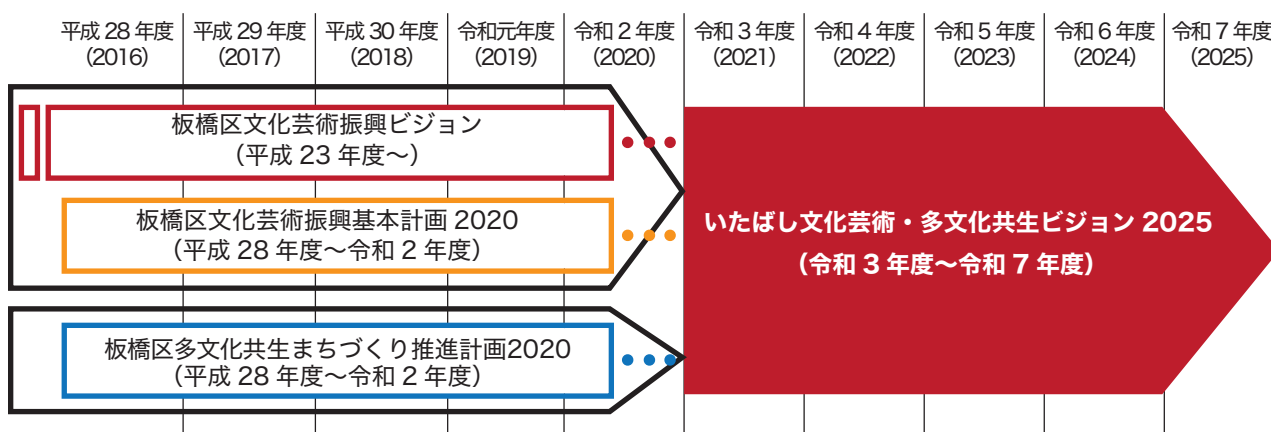 平成 28 年度 平成 29 年度 平成 30 年度 令和元年度 令和 2 年度 令和 3 年度 令和 4 年度 令和 5 年度 令和 6 年度 令和 7 年度
(2016) (2017) (2018) (2019) (2020) (2021) (2022) (2023) (2024) (2025)
板橋区文化芸術振興ビジョン
（平成 23 年度～）
板橋区文化芸術振興基本計画 2020
（平成 28 年度～令和 2 年度）
板橋区多文化共生まちづくり推進計画2020
（平成 28 年度～令和 2 年度）
いたばし文化芸術・多文化共生ビジョン 2025
（令和 3 年度～令和 7 年度）